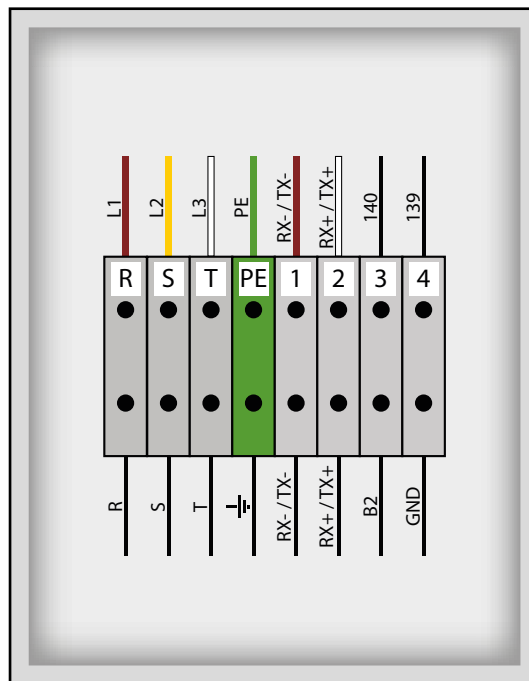 L1 L2 L3 PE RX- / TX- RX+ / TX+ 140 139
R S T PE 1 2 3 4
R S T RX- / TX- RX+ / TX+ B2 GND